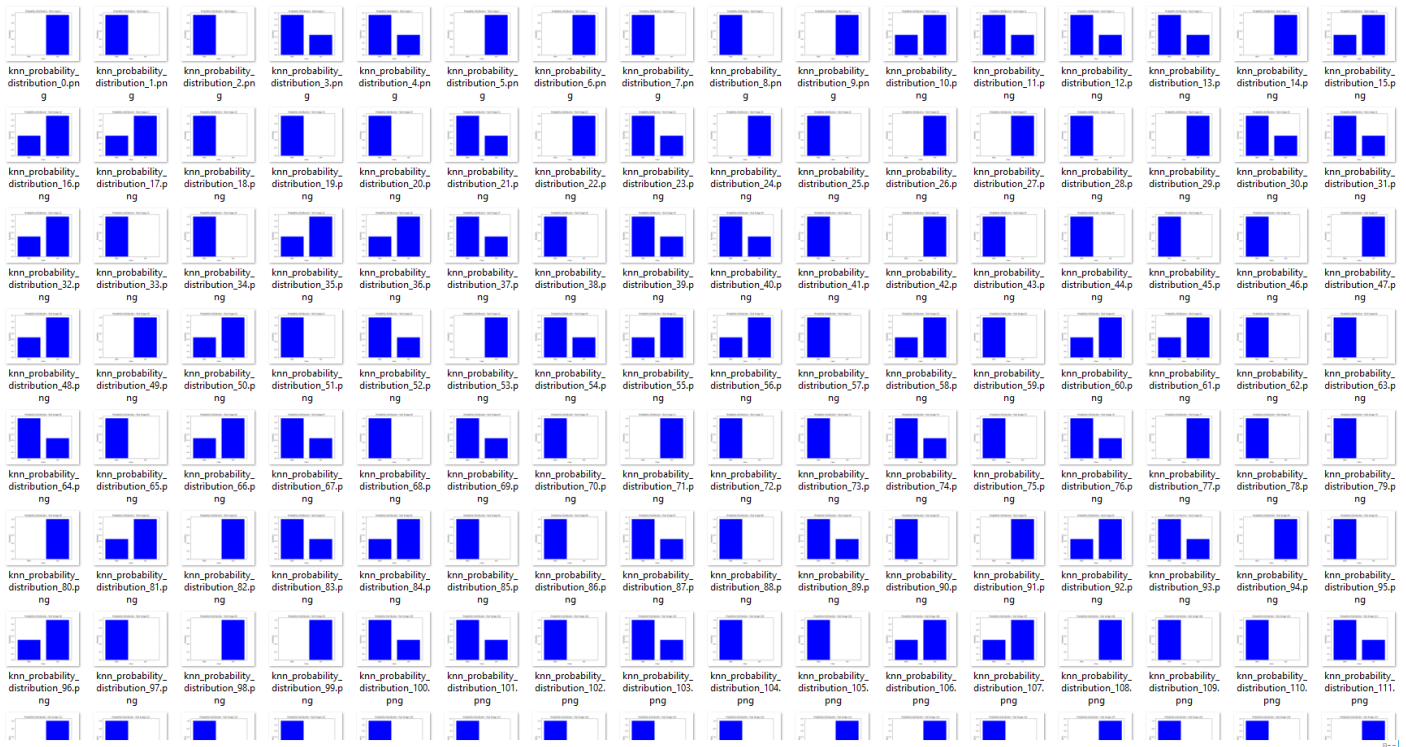 knn_probability_ knn_probability_ knn_probability_ knn_probability_ knn_probability_ knn_probability_ knn_probability_ knn_probability_ knn_probability_ knn_probability_ knn_probability_ knn_probability_ knn_probability_ knn_probability_ knn_probability_ knn_probability_
distribution_0.pn distribution_1.pn distribution_2.pn distribution_3.pn distribution_4.pn distribution_5.pn distribution_6.pn distribution_7.pn distribution_8.pn distribution_9.pn distribution_10.p distribution_11.p distribution_12.p distribution_13.p distribution_14.p distribution_15.p
g g g g g g g g g g ng ng ng ng ng ng
knn_probability_ knn_probability_ knn_probability_ knn_probability_ knn_probability_ knn_probability_ knn_probability_ knn_probability_ knn_probability_ knn_probability_ knn_probability_ knn_probability_ knn_probability_ knn_probability_ knn_probability_ knn_probability_
distribution_16.p distribution_17.p distribution_18.p distribution_19.p distribution_20.p distribution_21.p distribution_22.p distribution_23.p distribution_24.p distribution_25.p distribution_26.p distribution_27.p distribution_28.p distribution_29.p distribution_30.p distribution_31.p
ng ng ng ng ng ng ng ng ng ng ng ng ng ng ng ng
knn_probability_ knn_probability_ knn_probability_ knn_probability_ knn_probability_ knn_probability_ knn_probability_ knn_probability_ knn_probability_ knn_probability_ knn_probability_ knn_probability_ knn_probability_ knn_probability_ knn_probability_ knn_probability_
distribution_32.p distribution_33.p distribution_34.p distribution_35.p distribution_36.p distribution_37.p distribution_38.p distribution_39.p distribution_40.p distribution_41.p distribution_42.p distribution_43.p distribution_44.p distribution_45.p distribution_46.p distribution_47.p
ng ng ng ng ng ng ng ng ng ng ng ng ng ng ng ng
knn_probability_ knn_probability_ knn_probability_ knn_probability_ knn_probability_ knn_probability_ knn_probability_ knn_probability_ knn_probability_ knn_probability_ knn_probability_ knn_probability_ knn_probability_ knn_probability_ knn_probability_ knn_probability_
distribution_48.p distribution_49.p distribution_50.p distribution_51.p distribution_52.p distribution_53.p distribution_54.p distribution_55.p distribution_56.p distribution_57.p distribution_58.p distribution_59.p distribution_60.p distribution_61.p distribution_62.p distribution_63.p
ng ng ng ng ng ng ng ng ng ng ng ng ng ng ng ng
knn_probability_ knn_probability_ knn_probability_ knn_probability_ knn_probability_ knn_probability_ knn_probability_ knn_probability_ knn_probability_ knn_probability_ knn_probability_ knn_probability_ knn_probability_ knn_probability_ knn_probability_ knn_probability_
distribution_64.p distribution_65.p distribution_66.p distribution_67.p distribution_68.p distribution_69.p distribution_70.p distribution_71.p distribution_72.p distribution_73.p distribution_74.p distribution_75.p distribution_76.p distribution_77.p distribution_78.p distribution_79.p
ng ng ng ng ng ng ng ng ng ng ng ng ng ng ng ng
knn_probability_ knn_probability_ knn_probability_ knn_probability_ knn_probability_ knn_probability_ knn_probability_ knn_probability_ knn_probability_ knn_probability_ knn_probability_ knn_probability_ knn_probability_ knn_probability_ knn_probability_ knn_probability_
distribution_80.p distribution_81.p distribution_82.p distribution_83.p distribution_84.p distribution_85.p distribution_86.p distribution_87.p distribution_88.p distribution_89.p distribution_90.p distribution_91.p distribution_92.p distribution_93.p distribution_94.p distribution_95.p
ng ng ng ng ng ng ng ng ng ng ng ng ng ng ng ng
knn_probability_ knn_probability_ knn_probability_ knn_probability_ knn_probability_ knn_probability_ knn_probability_ knn_probability_ knn_probability_ knn_probability_ knn_probability_ knn_probability_ knn_probability_ knn_probability_ knn_probability_ knn_probability_
distribution_96.p distribution_97.p distribution_98.p distribution_99.p distribution_100. distribution_101. distribution_102. distribution_103. distribution_104. distribution_105. distribution_106. distribution_107. distribution_108. distribution_109. distribution_110. distribution_111.
ng ng ng ng png png png png png png png png png png png png